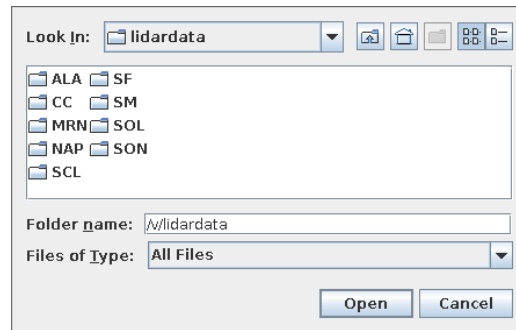 Look In: lidardata
ALA SF
CC SM
MRN SOL
NAP SON
SCL
Folder name: /v/lidardata
Files of Type: All Files
Open Cancel